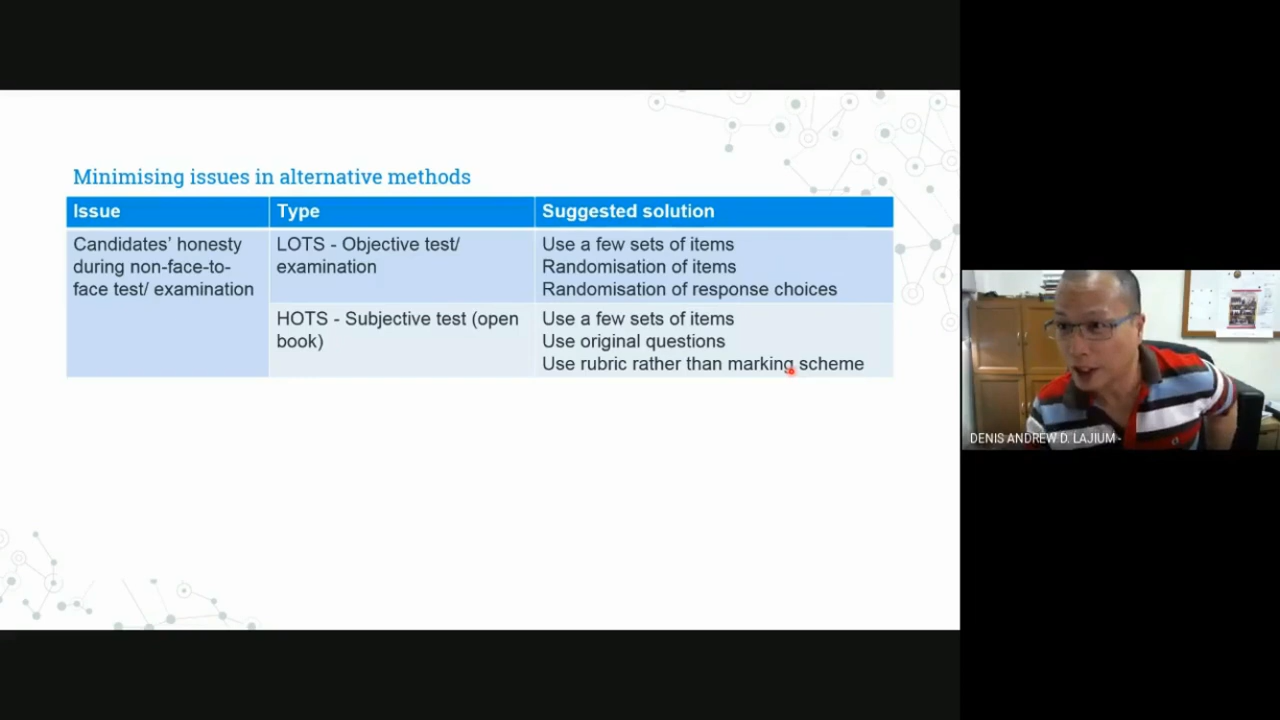 Minimising issues in alternative methods
Issue
Type
Suggested solution
Candidates’ honesty
during non-face-to-
face test/ examination
LOTS - Objective test/
examination
Use a few sets of items
Randomisation of items
Randomisation of response choices
HOTS - Subjective test (open
book)
Use a few sets of items
Use original questions
Use rubric rather than marking scheme
DENIS ANDREW D. LAJIUM -